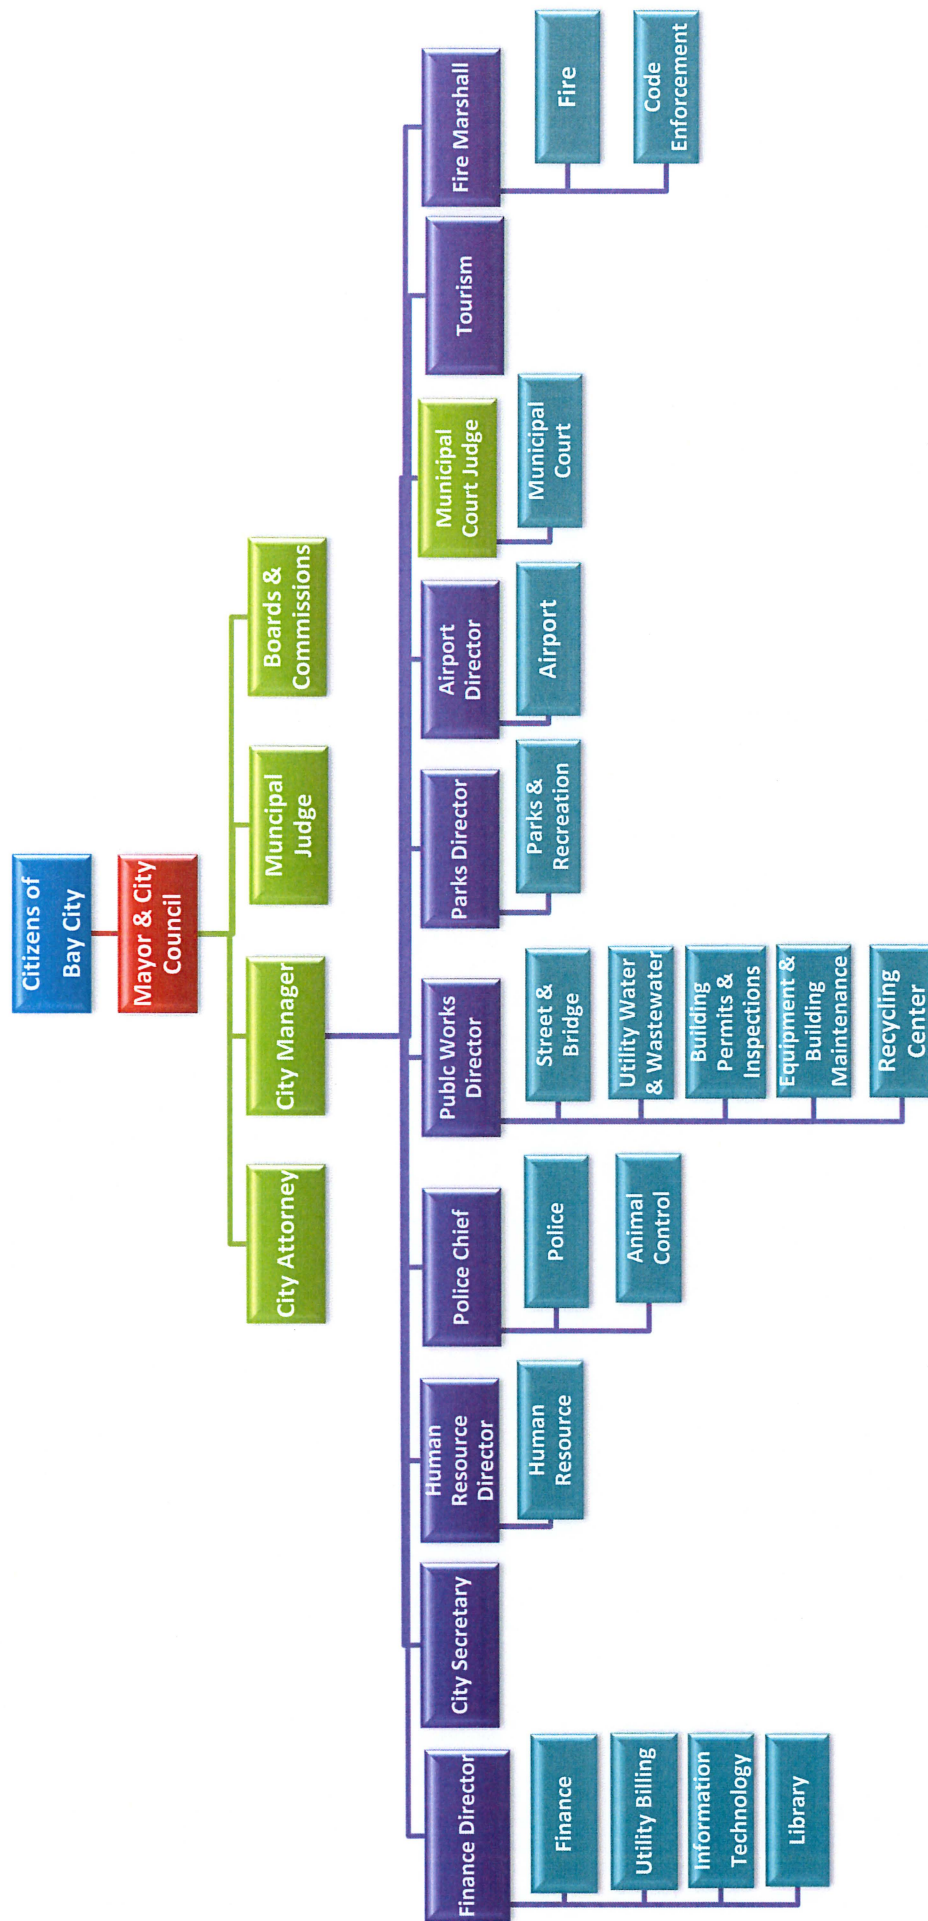 Citizens of
Bay City
Mayor & City
Council
City Attorney
City Manager
Muncipal
Judge
Boards &
Commissions
Finance Director
City Secretary
Human
Resource
Director
Police Chief
Publc Works
Director
Parks Director
Airport
Director
Municipal
Court Judge
Tourism
Fire Marshall
Finance
Utility Billing
Information
Technology
Library
Human
Resource
Police
Animal
Control
Street &
Bridge
Utility Water
& Wastewater
Building
Permits &
Inspections
Equipment &
Building
Maintenance
Recycling
Center
Parks &
Recreation
Airport
Municipal
Court
Fire
Code
Enforcement